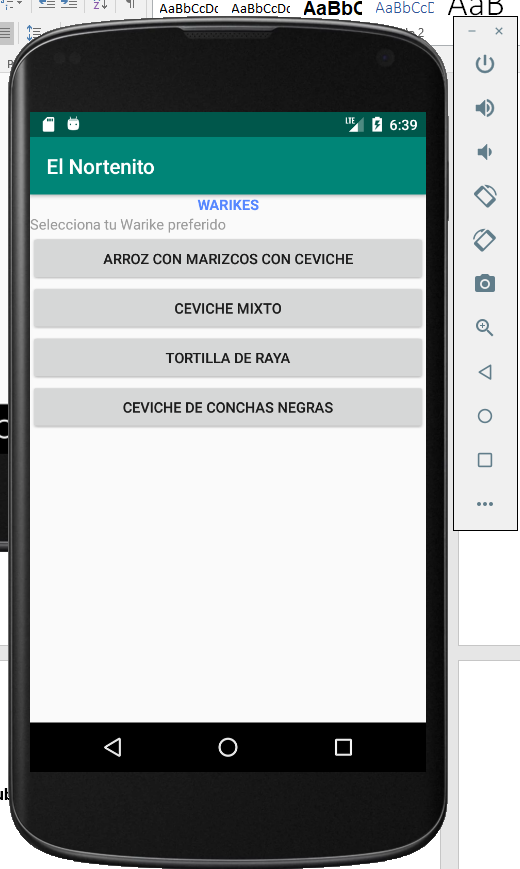 AaBbCcDc AaBbCcDc AaBbC AaBbCcD AaB
LTE 6:39
El Nortenito
WARIKES
Selecciona tu Warike preferido
ARROZ CON MARIZCOS CON CEVICHE
CEVICHE MIXTO
TORTILLA DE RAYA
CEVICHE DE CONCHAS NEGRAS